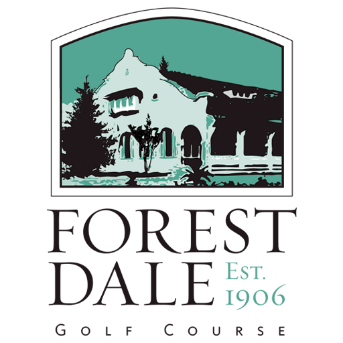 FOREST
DALE Est.
1906
GOLF COURSE